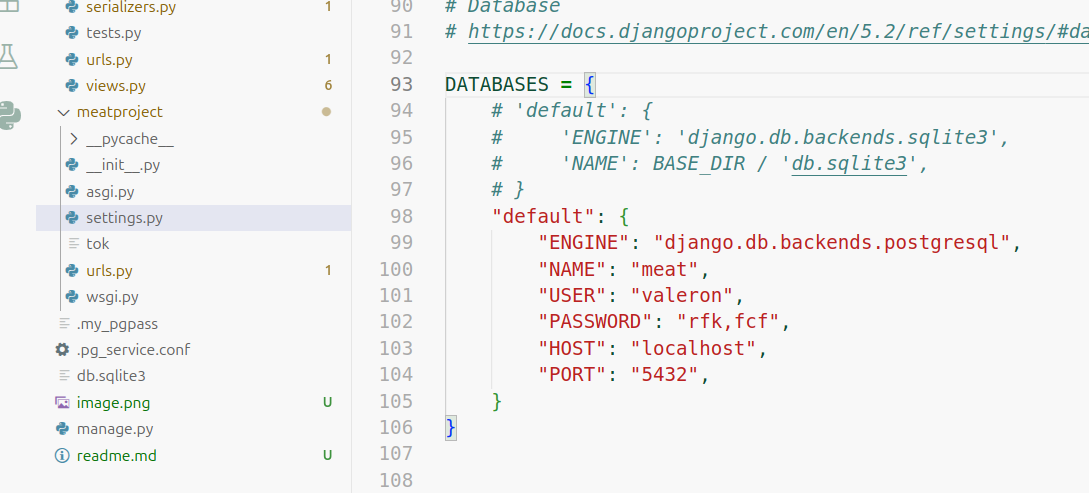 serializers.py 1
tests.py
urls.py 1
views.py 6
meatproject
__pycache__
__init__.py
asgi.py
settings.py
tok
urls.py 1
wsgi.py
.my_pgpass
.pg_service.conf
db.sqlite3
image.png U
manage.py
readme.md U
90 # Database
91 # https://docs.djangoproject.com/en/5.2/ref/settings/#da
92
93 DATABASES = {
94     # 'default': {
95     #     'ENGINE': 'django.db.backends.sqlite3',
96     #     'NAME': BASE_DIR / 'db.sqlite3',
97     # }
98     "default": {
99         "ENGINE": "django.db.backends.postgresql",
100         "NAME": "meat",
101         "USER": "valeron",
102         "PASSWORD": "rfk,fcf",
103         "HOST": "localhost",
104         "PORT": "5432",
105     }
106 }
107
108